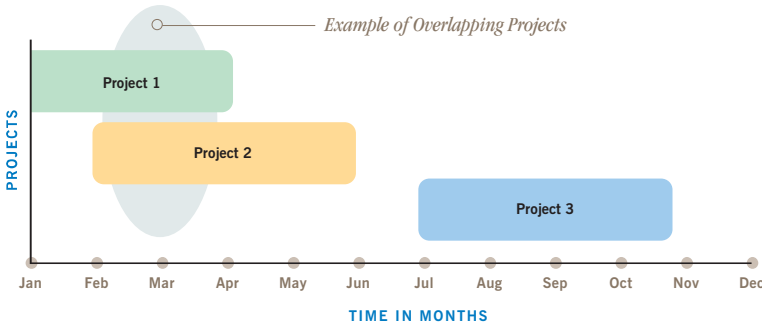 Example of Overlapping Projects
Project 1
Project 2
Project 3
PROJECTS
Jan Feb Mar Apr May Jun Jul Aug Sep Oct Nov Dec
TIME IN MONTHS